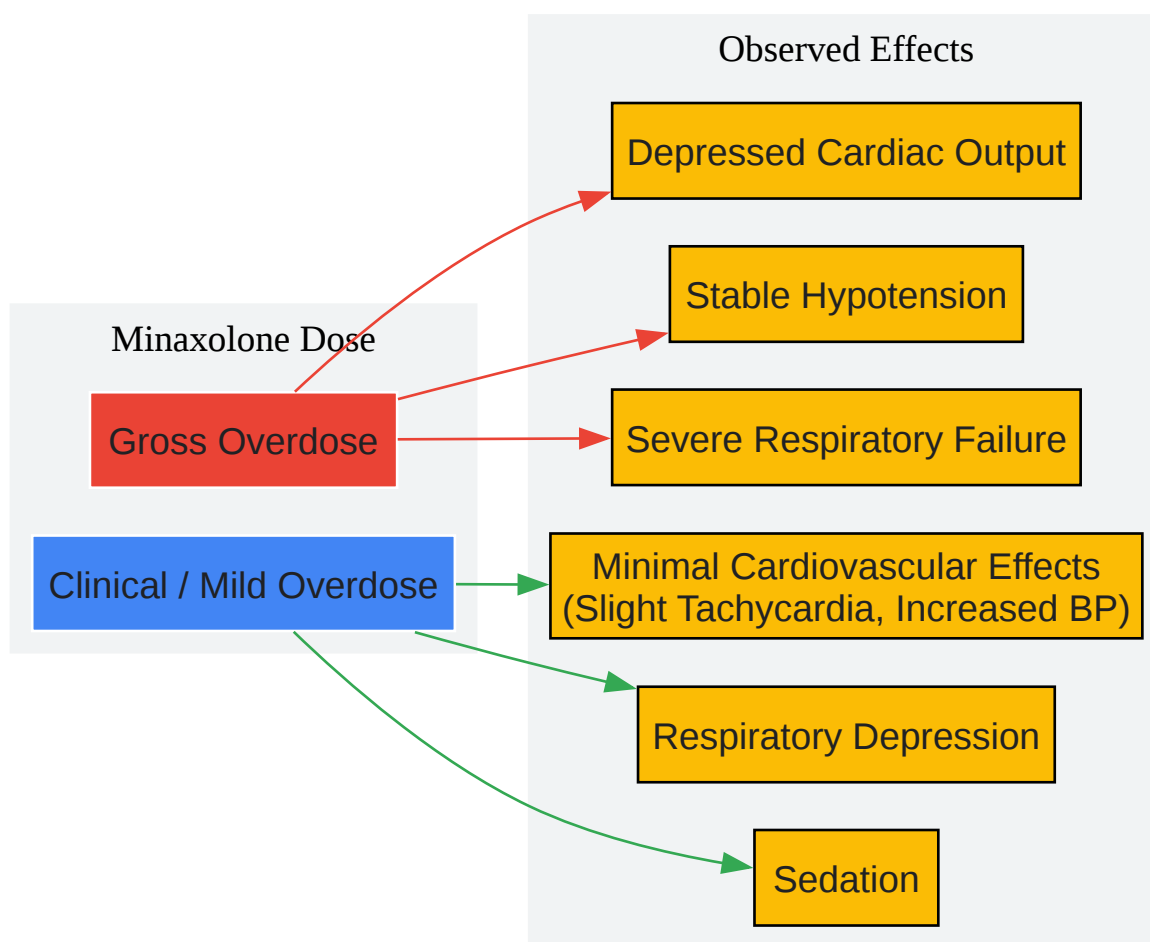 Observed Effects
Depressed Cardiac Output
Stable Hypotension
Minaxolone Dose
Gross Overdose
Severe Respiratory Failure
Clinical / Mild Overdose
Minimal Cardiovascular Effects
(Slight Tachycardia, Increased BP)
Respiratory Depression
Sedation